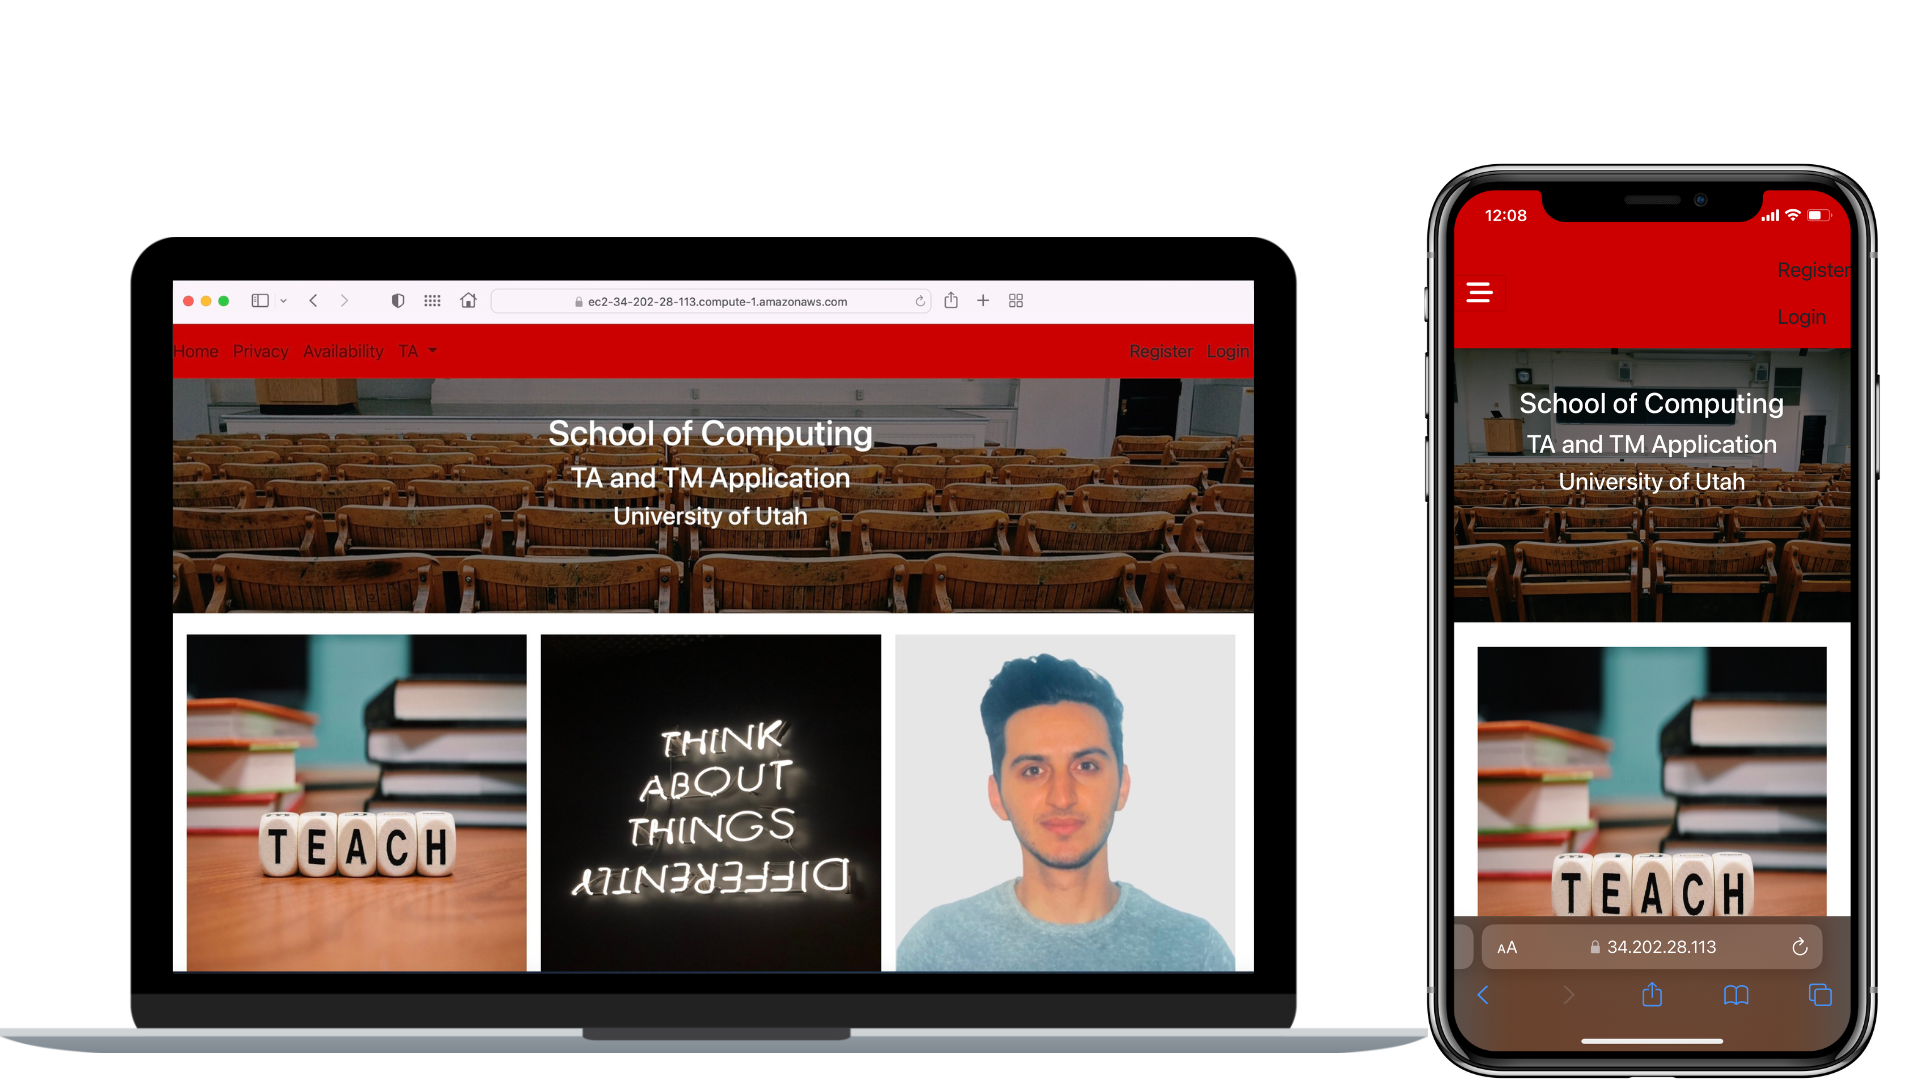 ec2-34-202-28-113.compute-1.amazonaws.com
Home Privacy Availability TA
Register Login
School of Computing
TA and TM Application
University of Utah
TEACH
THINK
ABOUT
THINGS
DIFFERENTLY
12:08
Register
Login
School of Computing
TA and TM Application
University of Utah
TEACH
AA 34.202.28.113